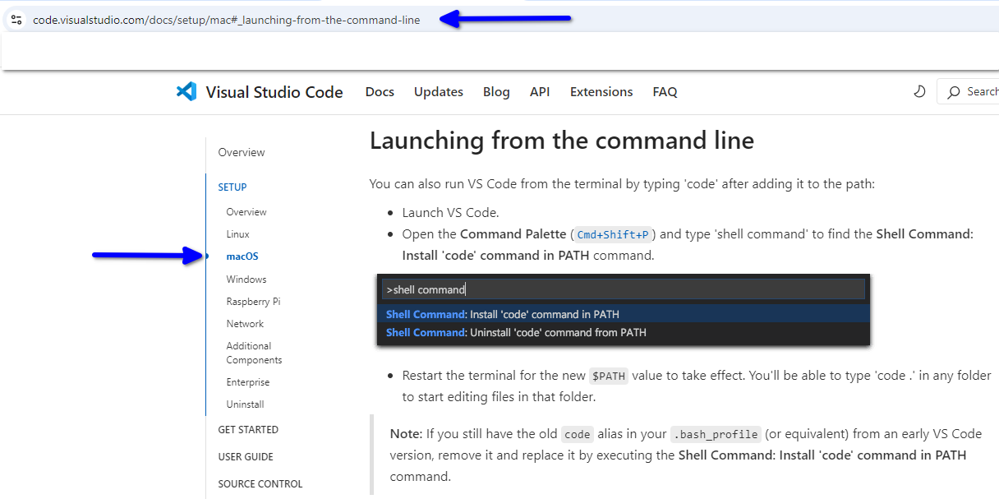 code.visualstudio.com/docs/setup/mac#_launching-from-the-command-line
Visual Studio Code
Docs
Updates
Blog
API
Extensions
FAQ
Search
Overview
SETUP
Overview
Linux
macOS
Windows
Raspberry Pi
Network
Additional
Components
Enterprise
Uninstall
GET STARTED
USER GUIDE
SOURCE CONTROL
Launching from the command line
You can also run VS Code from the terminal by typing 'code' after adding it to the path:
• Launch VS Code.
• Open the Command Palette (Cmd+Shift+P) and type 'shell command' to find the Shell Command:
Install 'code' command in PATH command.
>shell command
Shell Command: Install 'code' command in PATH
Shell Command: Uninstall 'code' command from PATH
• Restart the terminal for the new $PATH value to take effect. You'll be able to type 'code .' in any folder
to start editing files in that folder.
Note: If you still have the old code alias in your .bash_profile (or equivalent) from an early VS Code
version, remove it and replace it by executing the Shell Command: Install 'code' command in PATH
command.